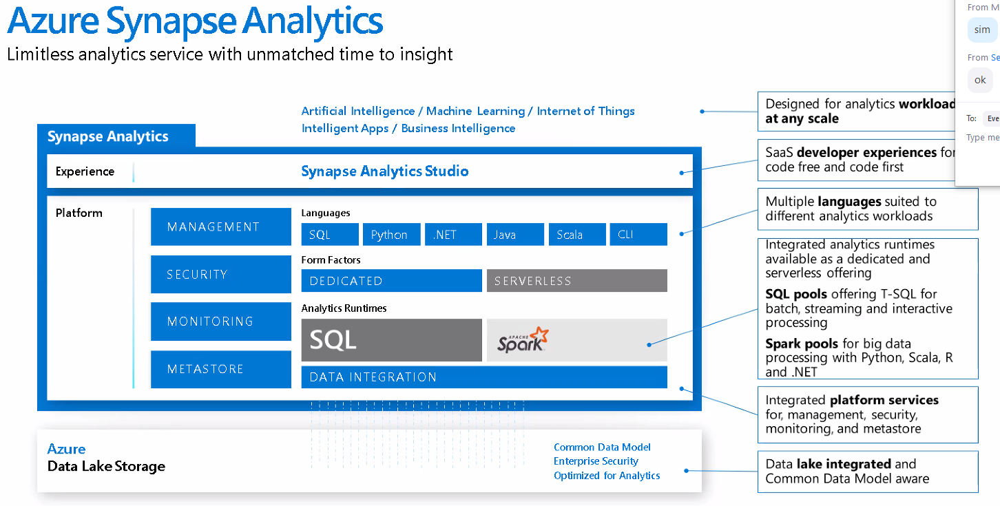 Azure Synapse Analytics
Limitless analytics service with unmatched time to insight
Artificial Intelligence / Machine Learning / Internet of Things
Intelligent Apps / Business Intelligence
Synapse Analytics
Experience
Synapse Analytics Studio
Platform
MANAGEMENT
SECURITY
MONITORING
METASTORE
Languages
SQL
Python
.NET
Java
Scala
CLI
Form Factors
DEDICATED
SERVERLESS
Analytics Runtimes
SQL
APACHE
Spark
DATA INTEGRATION
Azure
Data Lake Storage
Common Data Model
Enterprise Security
Optimized for Analytics
Designed for analytics workload
at any scale
SaaS developer experiences for
code free and code first
Multiple languages suited to
different analytics workloads
Integrated analytics runtimes
available as a dedicated and
serverless offering
SQL pools offering T-SQL for
batch, streaming and interactive
processing
Spark pools for big data
processing with Python, Scala, R
and .NET
Integrated platform services
for, management, security,
monitoring, and metastore
Data lake integrated and
Common Data Model aware
From M
sim
From Se
ok
To: Eve
Type me